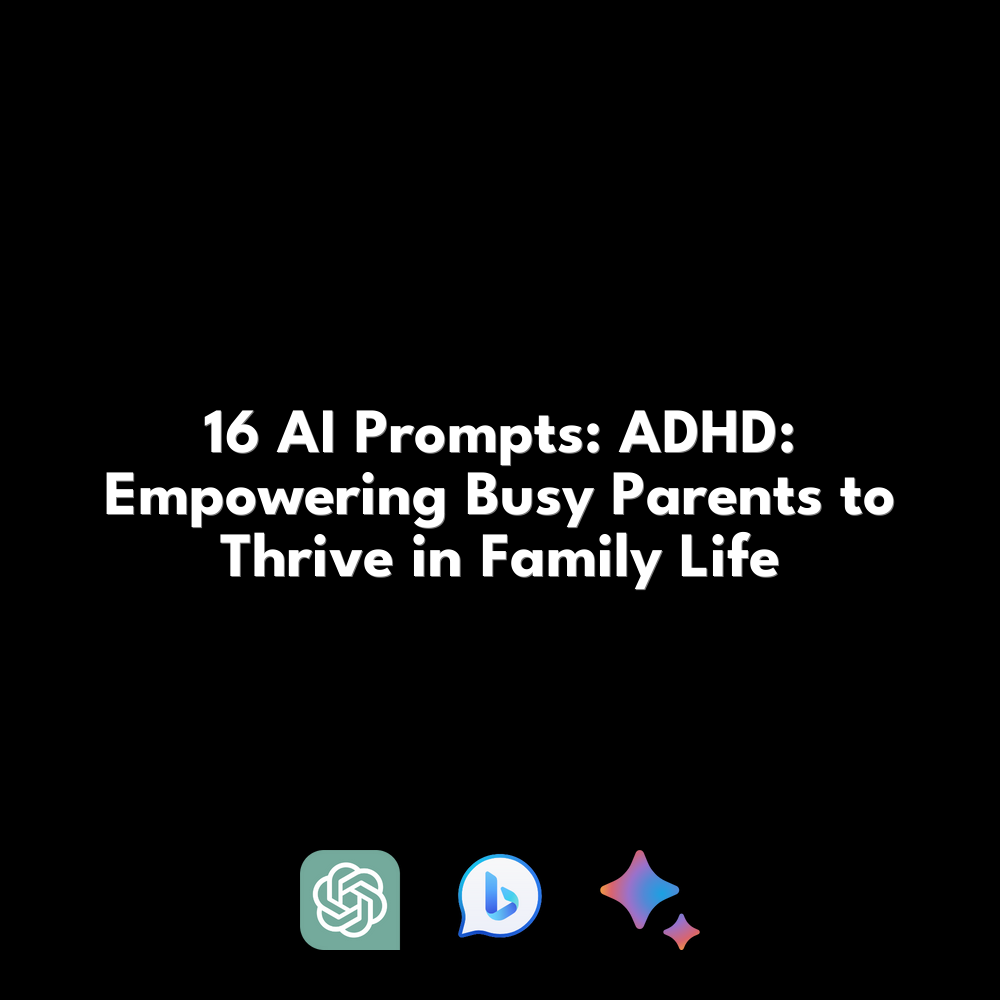 16 AI Prompts: ADHD:
Empowering Busy Parents to
Thrive in Family Life